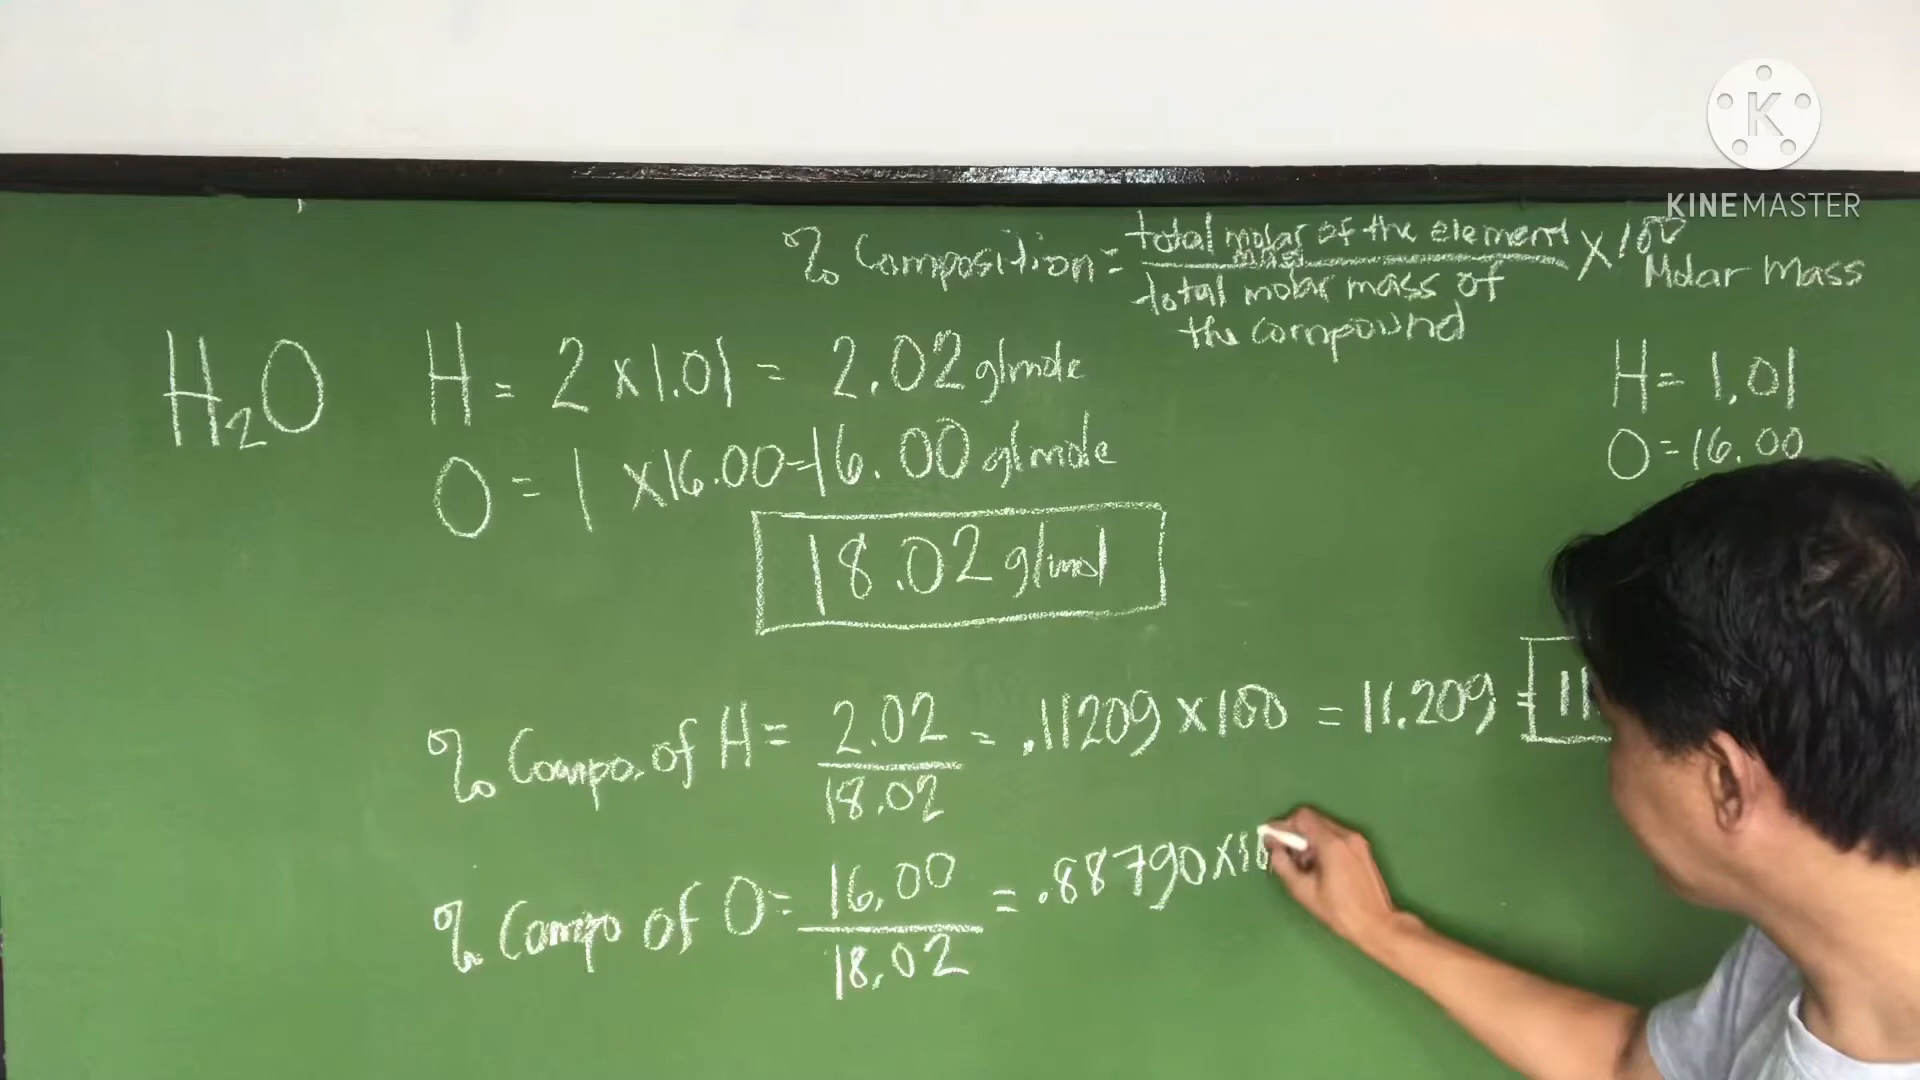 K
KINEMASTER
% Composition = total molar mass of the element × 100
total molar mass of
the compound
Molar Mass
H = 1.01
O = 16.00
H₂O
H = 2 × 1.01 = 2.02 g/mole
O = 1 × 16.00 = 16.00 g/mole
18.02 g/mol
% Compo. of H = 2.02 = .11209 × 100 = 11.209 = 11
18.02
% Compo of O = 16.00 = .88790 × 10
18.02